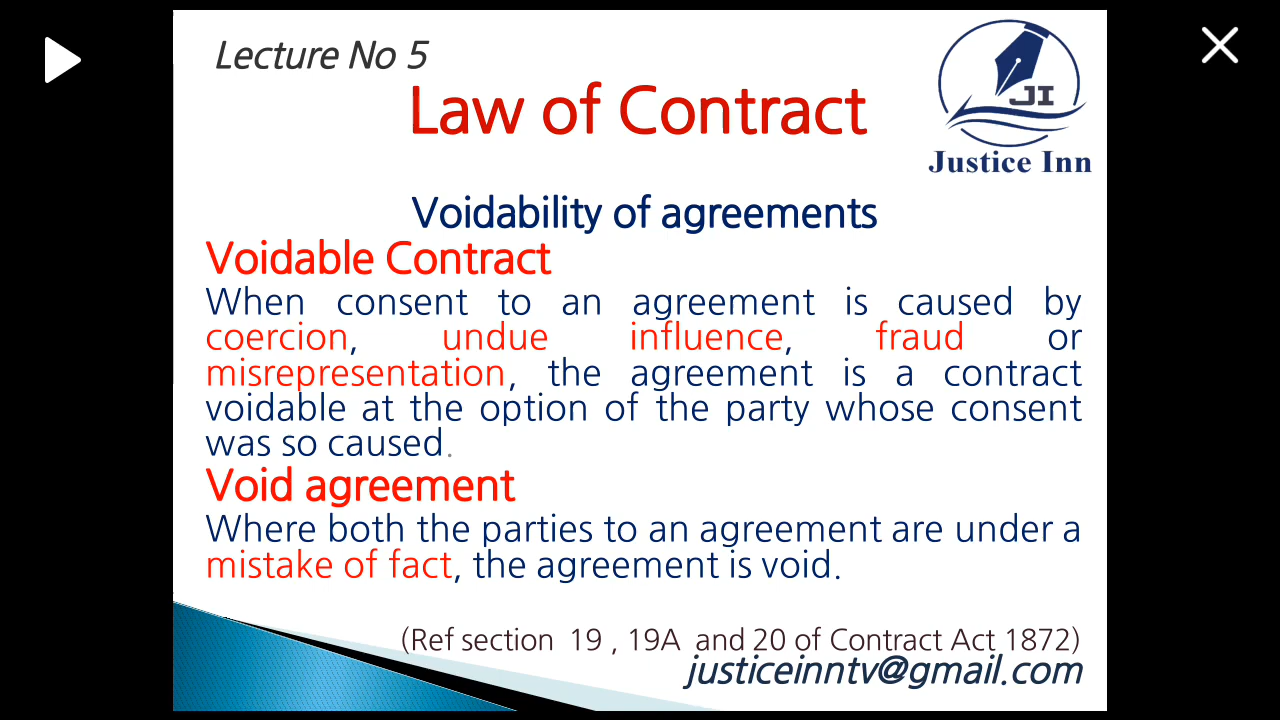 Lecture No 5
Law of Contract
JI
Justice Inn
Voidability of agreements
Voidable Contract
When consent to an agreement is caused by
coercion, undue influence, fraud or
misrepresentation, the agreement is a contract
voidable at the option of the party whose consent
was so caused.
Void agreement
Where both the parties to an agreement are under a
mistake of fact, the agreement is void.
(Ref section 19 , 19A and 20 of Contract Act 1872)
justiceinntv@gmail.com